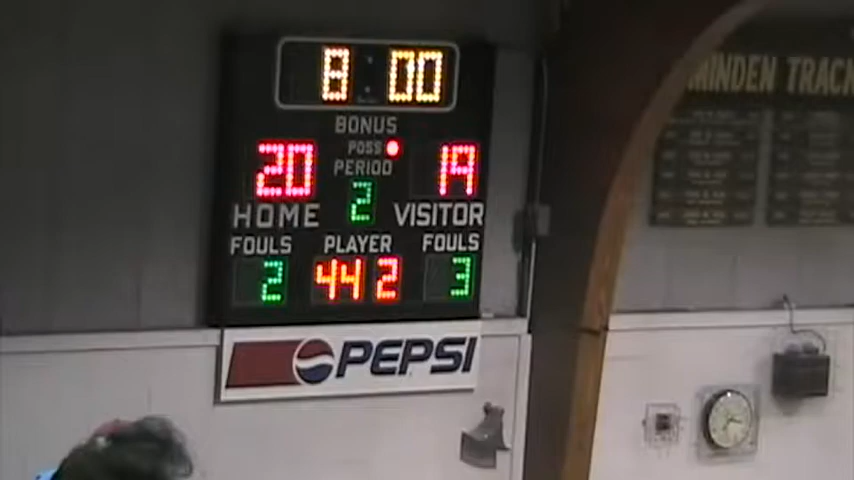 8:00
BONUS
POSS
PERIOD
20 2 19
HOME VISITOR
FOULS PLAYER FOULS
2 44 2 3
PEPSI
MINDEN TRACK